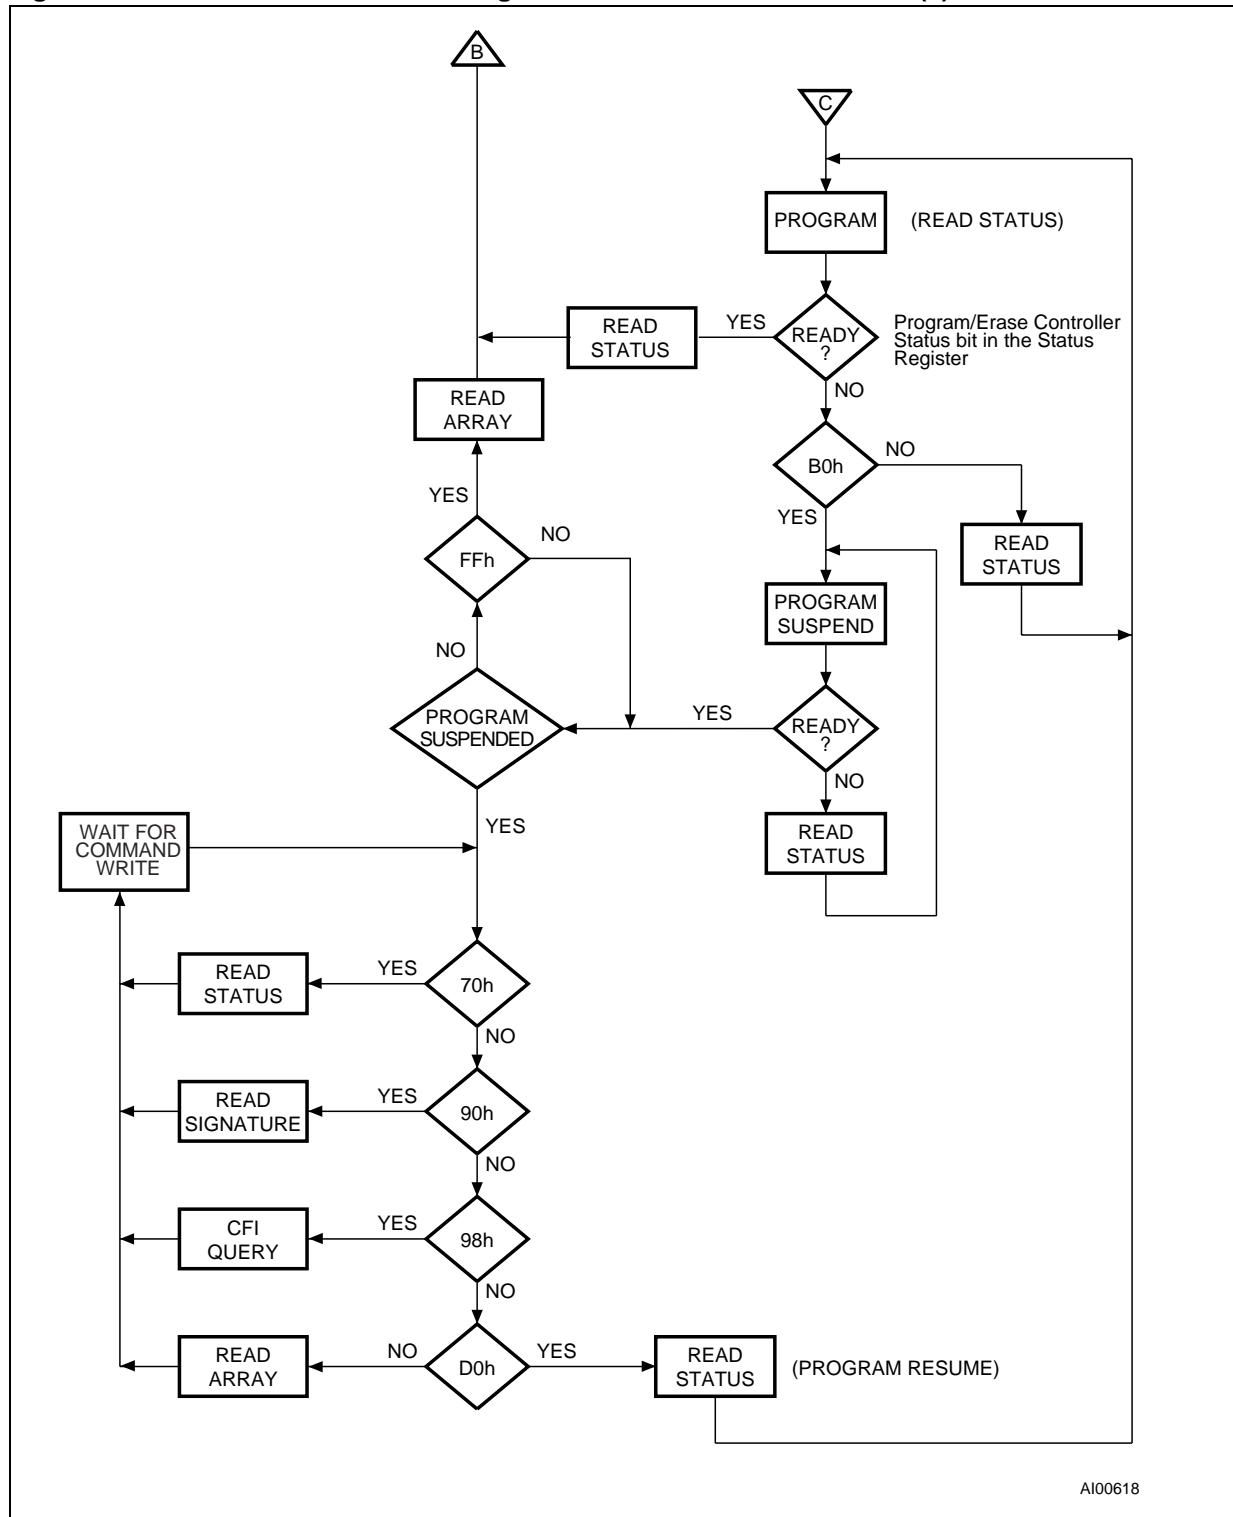 B
C
PROGRAM (READ STATUS)
READ
STATUS
YES
READY
?
Program/Erase Controller
Status bit in the Status
Register
NO
READ
ARRAY
B0h
NO
YES
YES
FFh
NO
READ
STATUS
PROGRAM
SUSPEND
NO
PROGRAM
SUSPENDED
YES
READY
?
NO
YES
WAIT FOR
COMMAND
WRITE
READ
STATUS
READ
STATUS
YES
70h
NO
READ
SIGNATURE
YES
90h
NO
CFI
QUERY
YES
98h
NO
READ
ARRAY
NO
D0h
YES
READ
STATUS
(PROGRAM RESUME)
AI00618